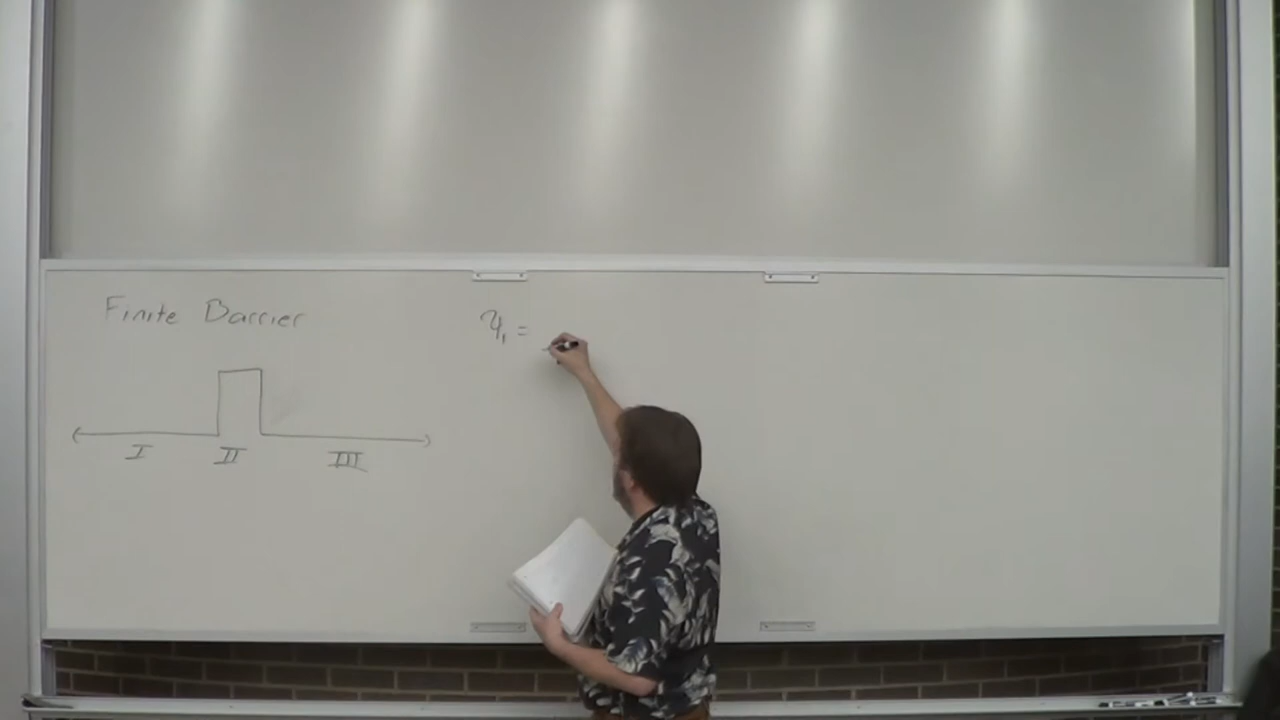 Finite Barrier
ψ₁ =
I II III